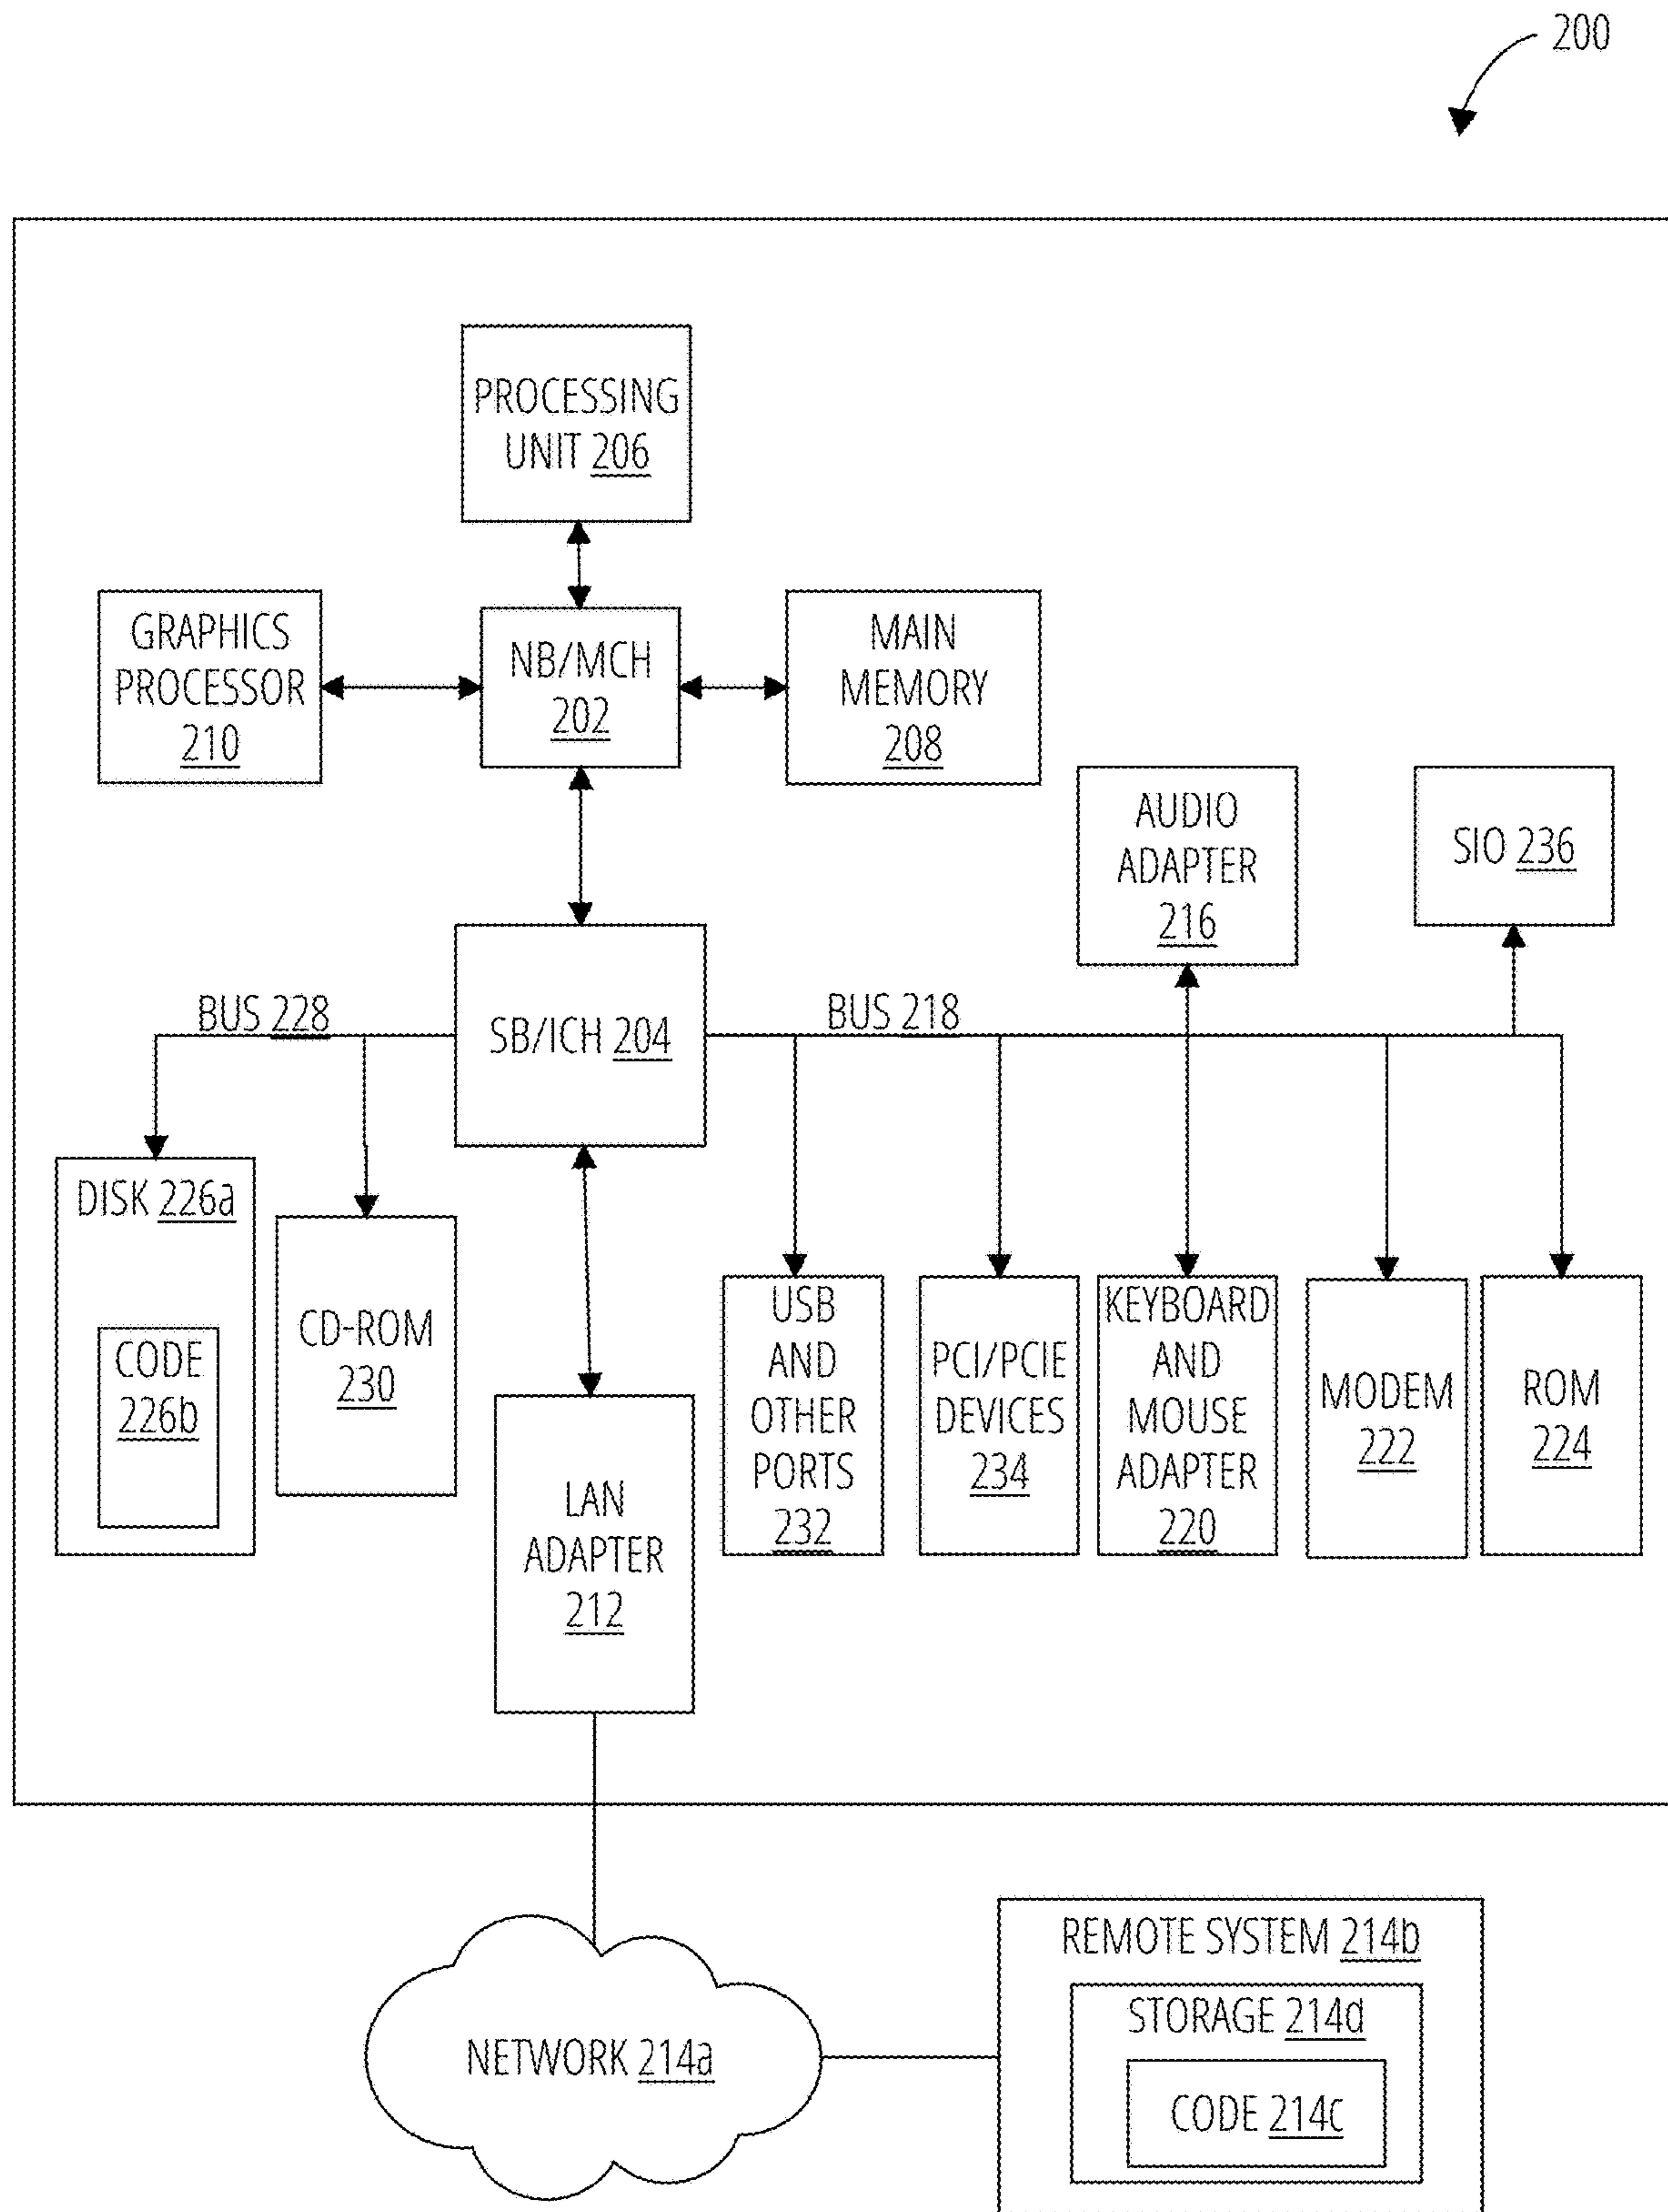 200
PROCESSING
UNIT 206
GRAPHICS
PROCESSOR
210
NB/MCH
202
MAIN
MEMORY
208
AUDIO
ADAPTER
216
SIO 236
BUS 228
SB/ICH 204
BUS 218
DISK 226a
CODE
226b
CD-ROM
230
LAN
ADAPTER
212
USB
AND
OTHER
PORTS
232
PCI/PCIE
DEVICES
234
KEYBOARD
AND
MOUSE
ADAPTER
220
MODEM
222
ROM
224
NETWORK 214a
REMOTE SYSTEM 214b
STORAGE 214d
CODE 214c